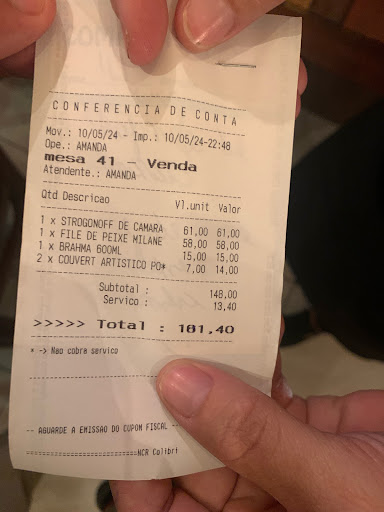 CONFERENCIA DE CONTA
Mov.: 10/05/24 - Imp.: 10/05/24-22:48
Ope.: AMANDA
mesa 41 - Venda
Atendente.: AMANDA
Qtd Descricao Vl.unit Valor
1 x STROGONOFF DE CAMARA 61,00 61,00
1 x FILE DE PEIXE MILANE 58,00 58,00
1 x BRAHMA 600ML 15,00 15,00
2 x COUVERT ARTISTICO PO* 7,00 14,00
Subtotal : 148,00
Servico : 13,40
>>>>> Total : 161,40
* -> Nao cobra servico
-- AGUARDE A EMISSAO DO CUPOM FISCAL --
NCR Colibri